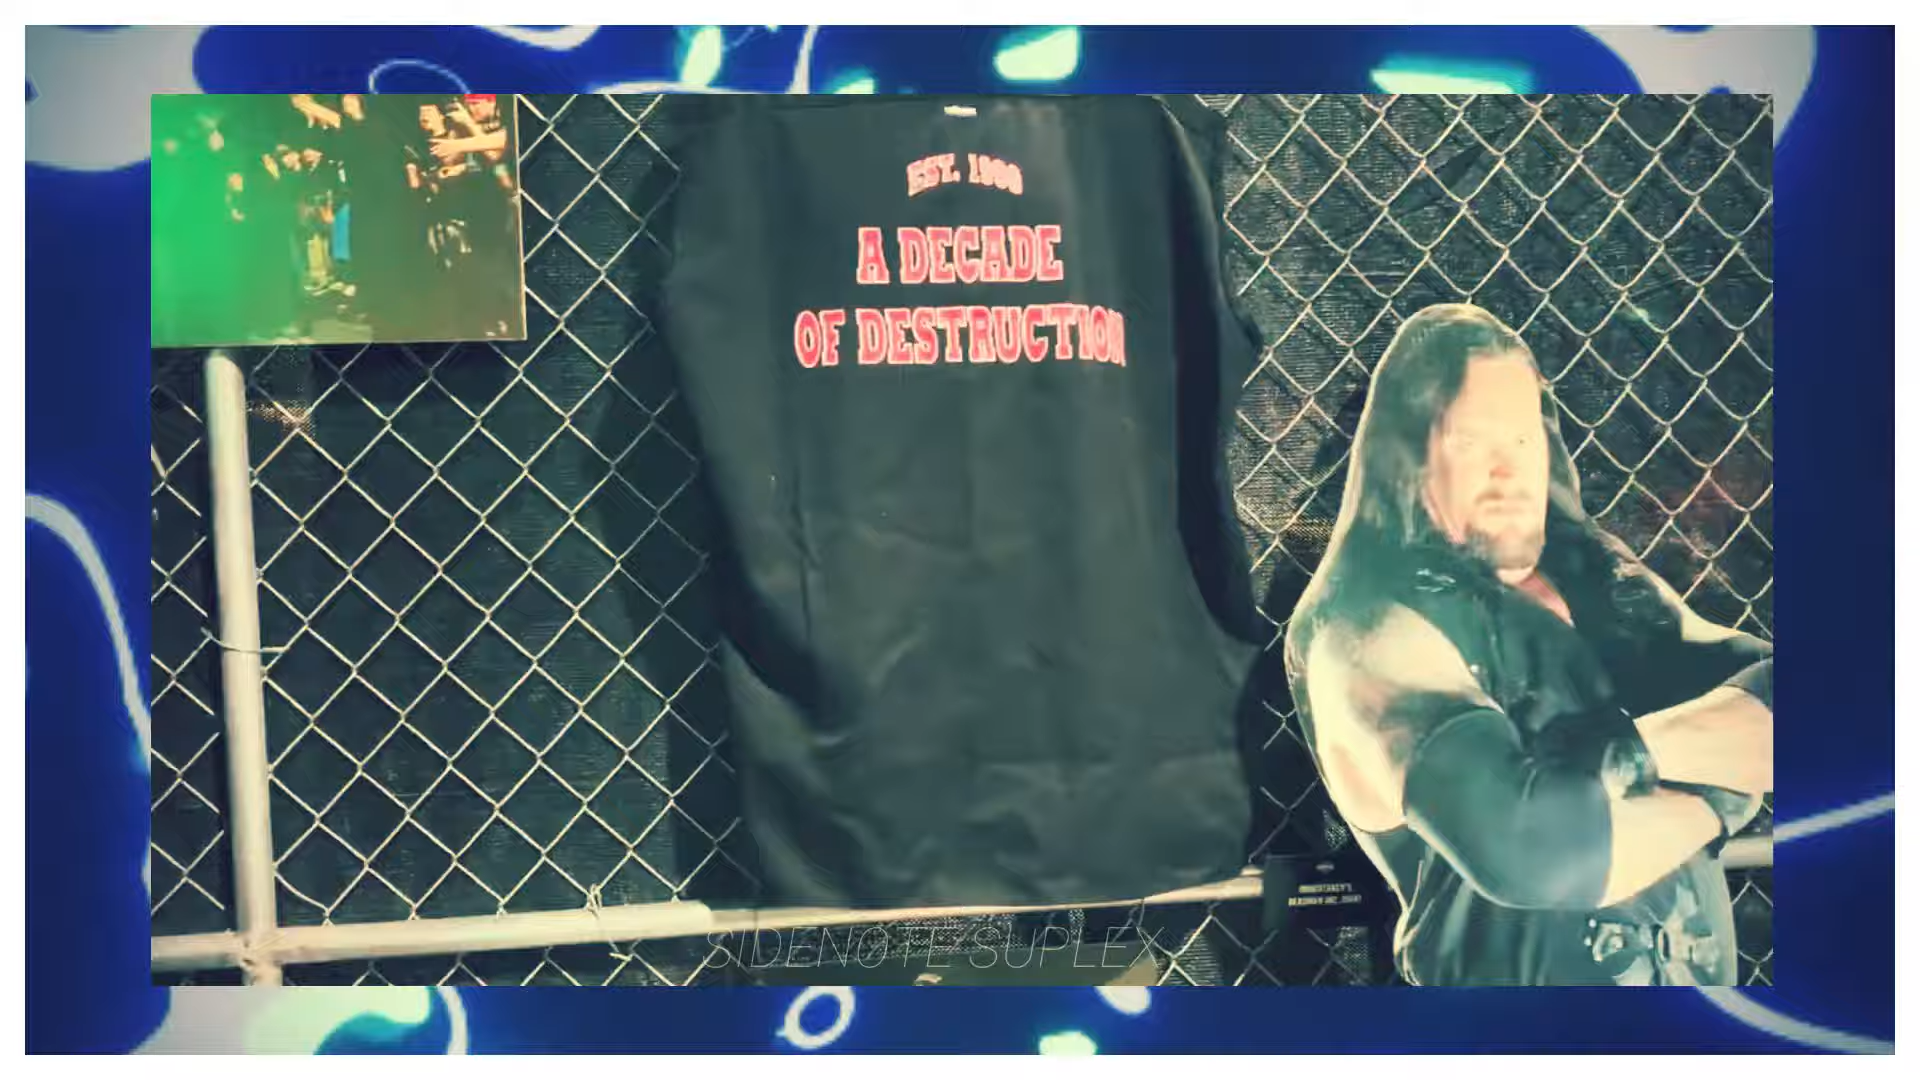 EST. 1990
A DECADE
OF DESTRUCTION
SIDENOTE SUPLEX